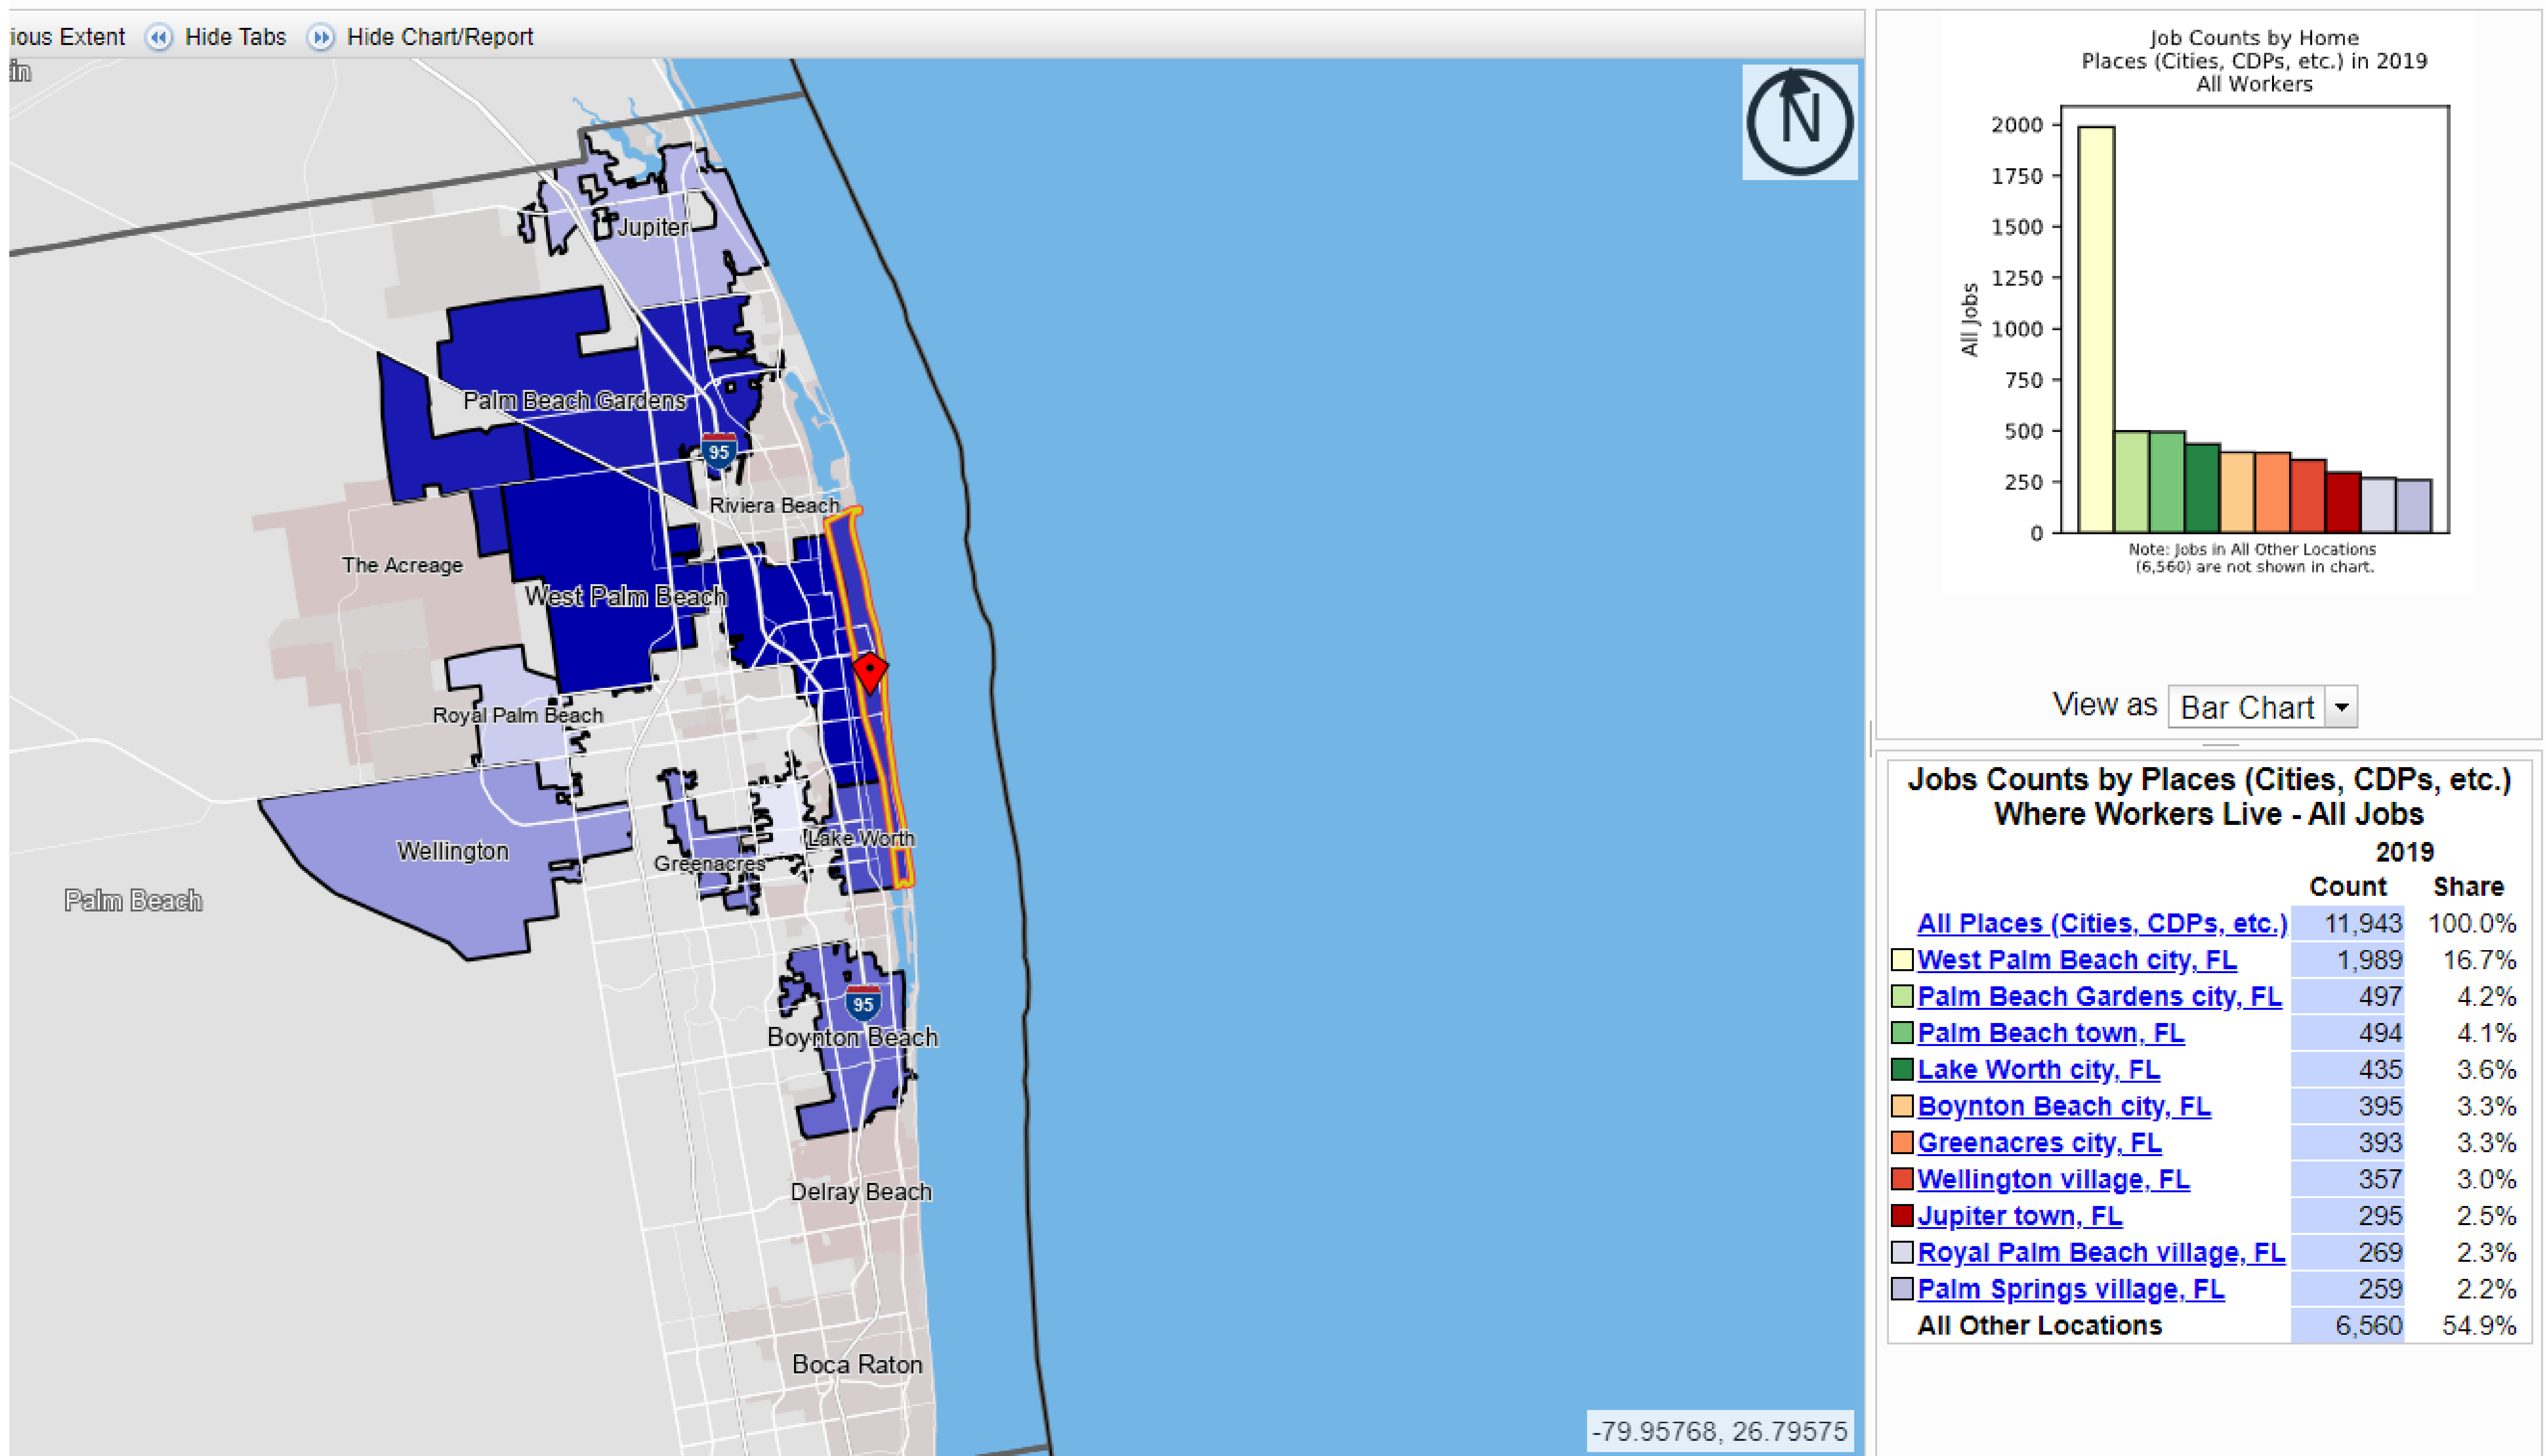 ious Extent Hide Tabs Hide Chart/Report
in
N
Jupiter
Palm Beach Gardens
95
Riviera Beach
The Acreage
West Palm Beach
Royal Palm Beach
Lake Worth
Wellington
Greenacres
Palm Beach
95
Boynton Beach
Delray Beach
Boca Raton
-79.95768, 26.79575
Job Counts by Home
Places (Cities, CDPs, etc.) in 2019
All Workers
All Jobs
2000
1750
1500
1250
1000
750
500
250
0
Note: Jobs in All Other Locations
(6,560) are not shown in chart.
View as Bar Chart
Jobs Counts by Places (Cities, CDPs, etc.)
Where Workers Live - All Jobs
2019
Count Share
All Places (Cities, CDPs, etc.) 11,943 100.0%
West Palm Beach city, FL 1,989 16.7%
Palm Beach Gardens city, FL 497 4.2%
Palm Beach town, FL 494 4.1%
Lake Worth city, FL 435 3.6%
Boynton Beach city, FL 395 3.3%
Greenacres city, FL 393 3.3%
Wellington village, FL 357 3.0%
Jupiter town, FL 295 2.5%
Royal Palm Beach village, FL 269 2.3%
Palm Springs village, FL 259 2.2%
All Other Locations 6,560 54.9%